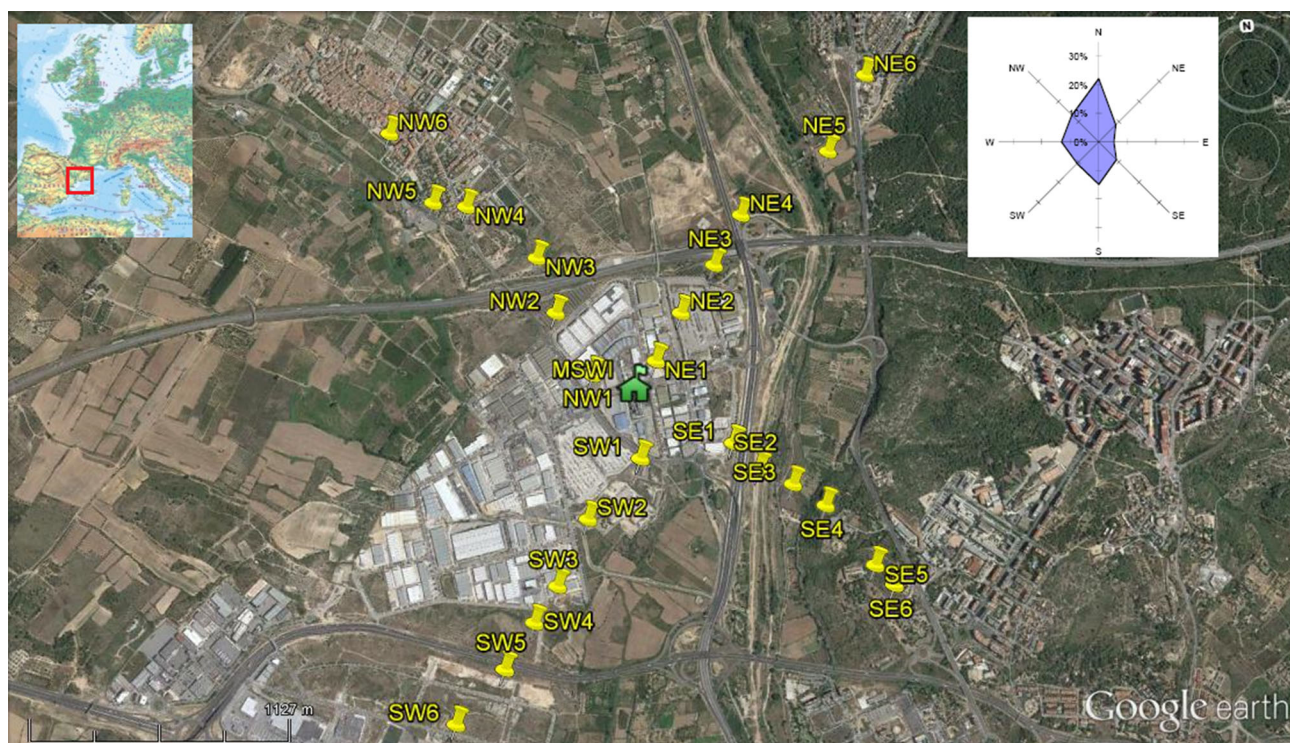 N
NW
NE
30%
20%
10%
0%
W
E
SW
SE
S
N
NE6
NW6
NE5
NW5
NW4
NE4
NW3
NE3
NW2
NE2
MSWI
NE1
NW1
SE1
SE2
SW1
SE3
SW2
SE4
SW3
SE5
SE6
SW4
SW5
1127 m
SW6
Google earth